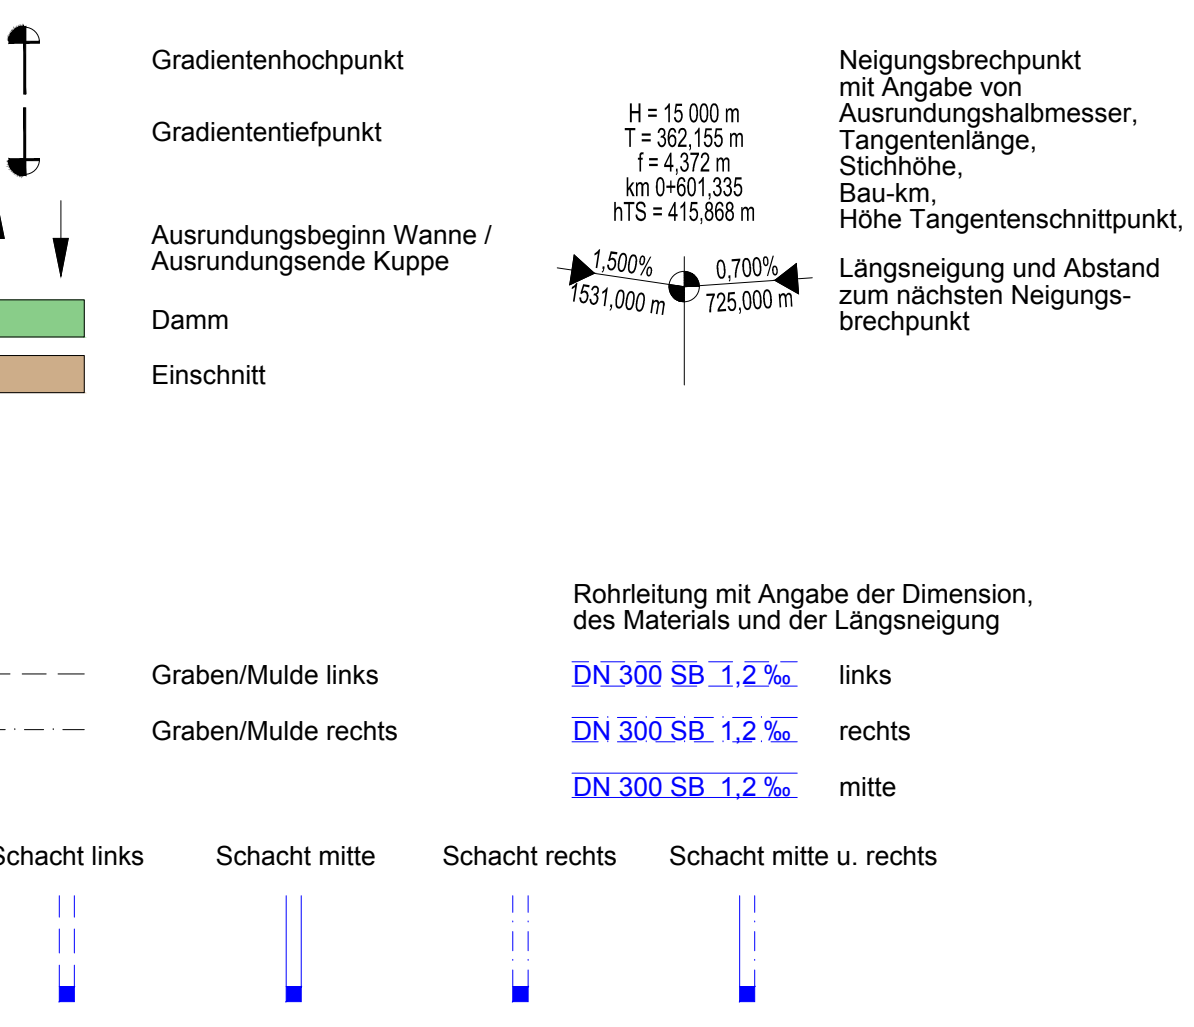 Gradientenhochpunkt
Gradiententiefpunkt
Ausrundungsbeginn Wanne /
Ausrundungsende Kuppe
Damm
Einschnitt
H = 15 000 m
T = 362,155 m
f = 4,372 m
km 0+601,335
hTS = 415,868 m
1,500%
0,700%
1531,000 m
725,000 m
Neigungsbrechpunkt
mit Angabe von
Ausrundungshalbmesser,
Tangentenlänge,
Stichhöhe,
Bau-km,
Höhe Tangentenschnittpunkt,
Längsneigung und Abstand
zum nächsten Neigungs-
brechpunkt
Rohrleitung mit Angabe der Dimension,
des Materials und der Längsneigung
Graben/Mulde links
DN 300 SB 1,2 ‰
links
Graben/Mulde rechts
DN 300 SB 1,2 ‰
rechts
DN 300 SB 1,2 ‰
mitte
Schacht links
Schacht mitte
Schacht rechts
Schacht mitte u. rechts